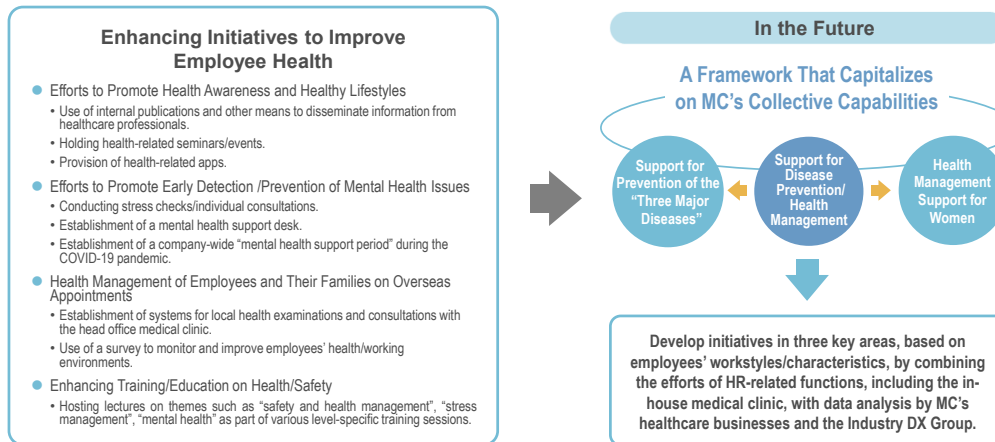 Enhancing Initiatives to Improve
Employee Health
● Efforts to Promote Health Awareness and Healthy Lifestyles
• Use of internal publications and other means to disseminate information from
healthcare professionals.
• Holding health-related seminars/events.
• Provision of health-related apps.
● Efforts to Promote Early Detection /Prevention of Mental Health Issues
• Conducting stress checks/individual consultations.
• Establishment of a mental health support desk.
• Establishment of a company-wide “mental health support period” during the
COVID-19 pandemic.
● Health Management of Employees and Their Families on Overseas
Appointments
• Establishment of systems for local health examinations and consultations with
the head office medical clinic.
• Use of a survey to monitor and improve employees’ health/working
environments.
● Enhancing Training/Education on Health/Safety
• Hosting lectures on themes such as “safety and health management”, “stress
management”, “mental health” as part of various level-specific training sessions.
In the Future
A Framework That Capitalizes
on MC’s Collective Capabilities
Support for
Prevention of the
“Three Major
Diseases”
Support for
Disease
Prevention/
Health
Management
Health
Management
Support for
Women
Develop initiatives in three key areas, based on
employees’ workstyles/characteristics, by combining
the efforts of HR-related functions, including the in-
house medical clinic, with data analysis by MC’s
healthcare businesses and the Industry DX Group.